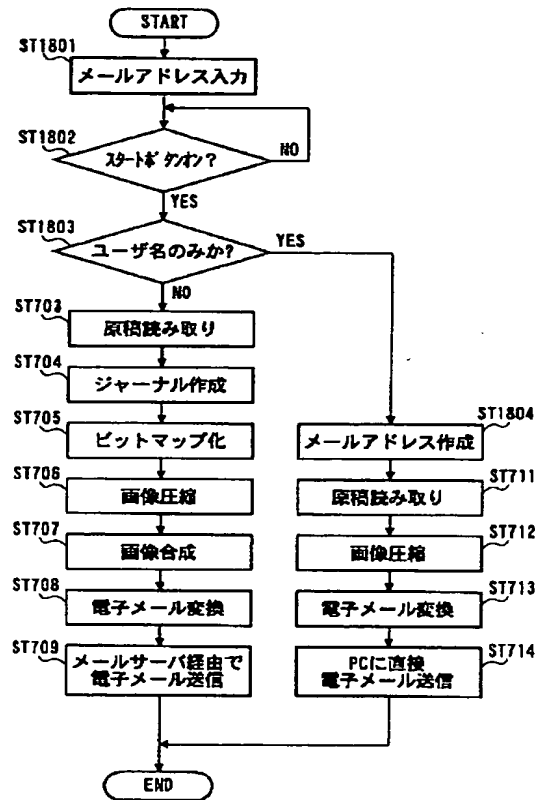 START
ST1801
メールアドレス入力
ST1802
スタートボタンオン?
NO
YES
ST1803
ユーザ名のみか?
YES
NO
ST703
原稿読み取り
ST704
ジャーナル作成
ST705
ビットマップ化
ST706
画像圧縮
ST707
画像合成
ST708
電子メール変換
ST709
メールサーバ経由で
電子メール送信
ST1804
メールアドレス作成
ST711
原稿読み取り
ST712
画像圧縮
ST713
電子メール変換
ST714
PCに直接
電子メール送信
END